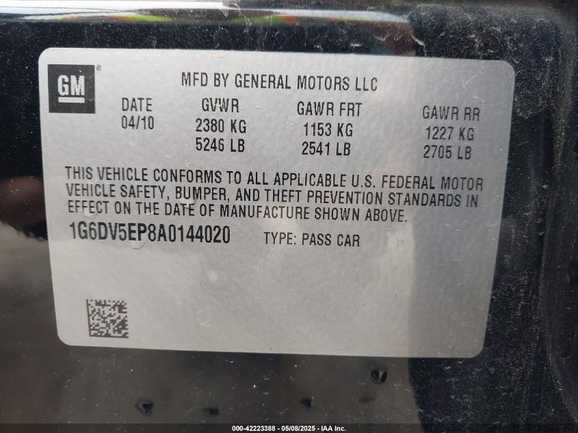 GM®
MFD BY GENERAL MOTORS LLC
DATE GVWR GAWR FRT GAWR RR
04/10 2380 KG 1153 KG 1227 KG
5246 LB 2541 LB 2705 LB
THIS VEHICLE CONFORMS TO ALL APPLICABLE U.S. FEDERAL MOTOR
VEHICLE SAFETY, BUMPER, AND THEFT PREVENTION STANDARDS IN
EFFECT ON THE DATE OF MANUFACTURE SHOWN ABOVE.
1G6DV5EP8A0144020 TYPE: PASS CAR
000-42223388 - 05/08/2025 - IAA Inc.